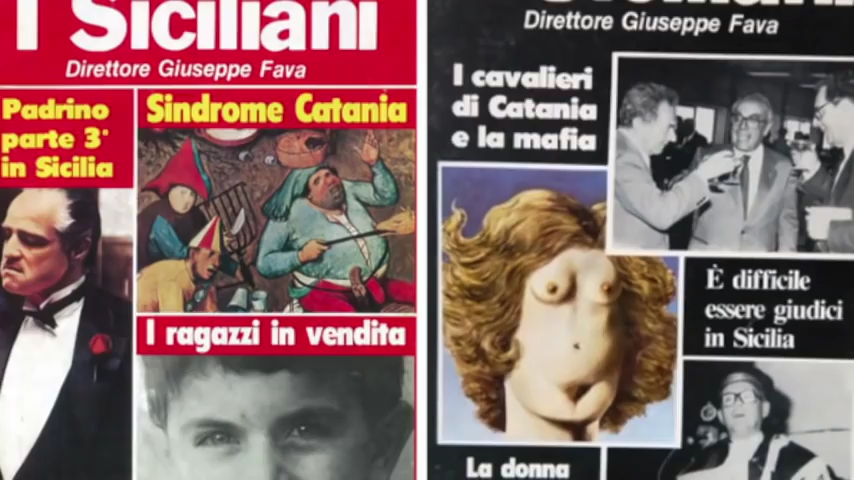 I Siciliani
Direttore Giuseppe Fava
Padrino
parte 3°
in Sicilia
Sindrome Catania
I ragazzi in vendita
Direttore Giuseppe Fava
I cavalieri
di Catania
e la mafia
È difficile
essere giudici
in Sicilia
La donna